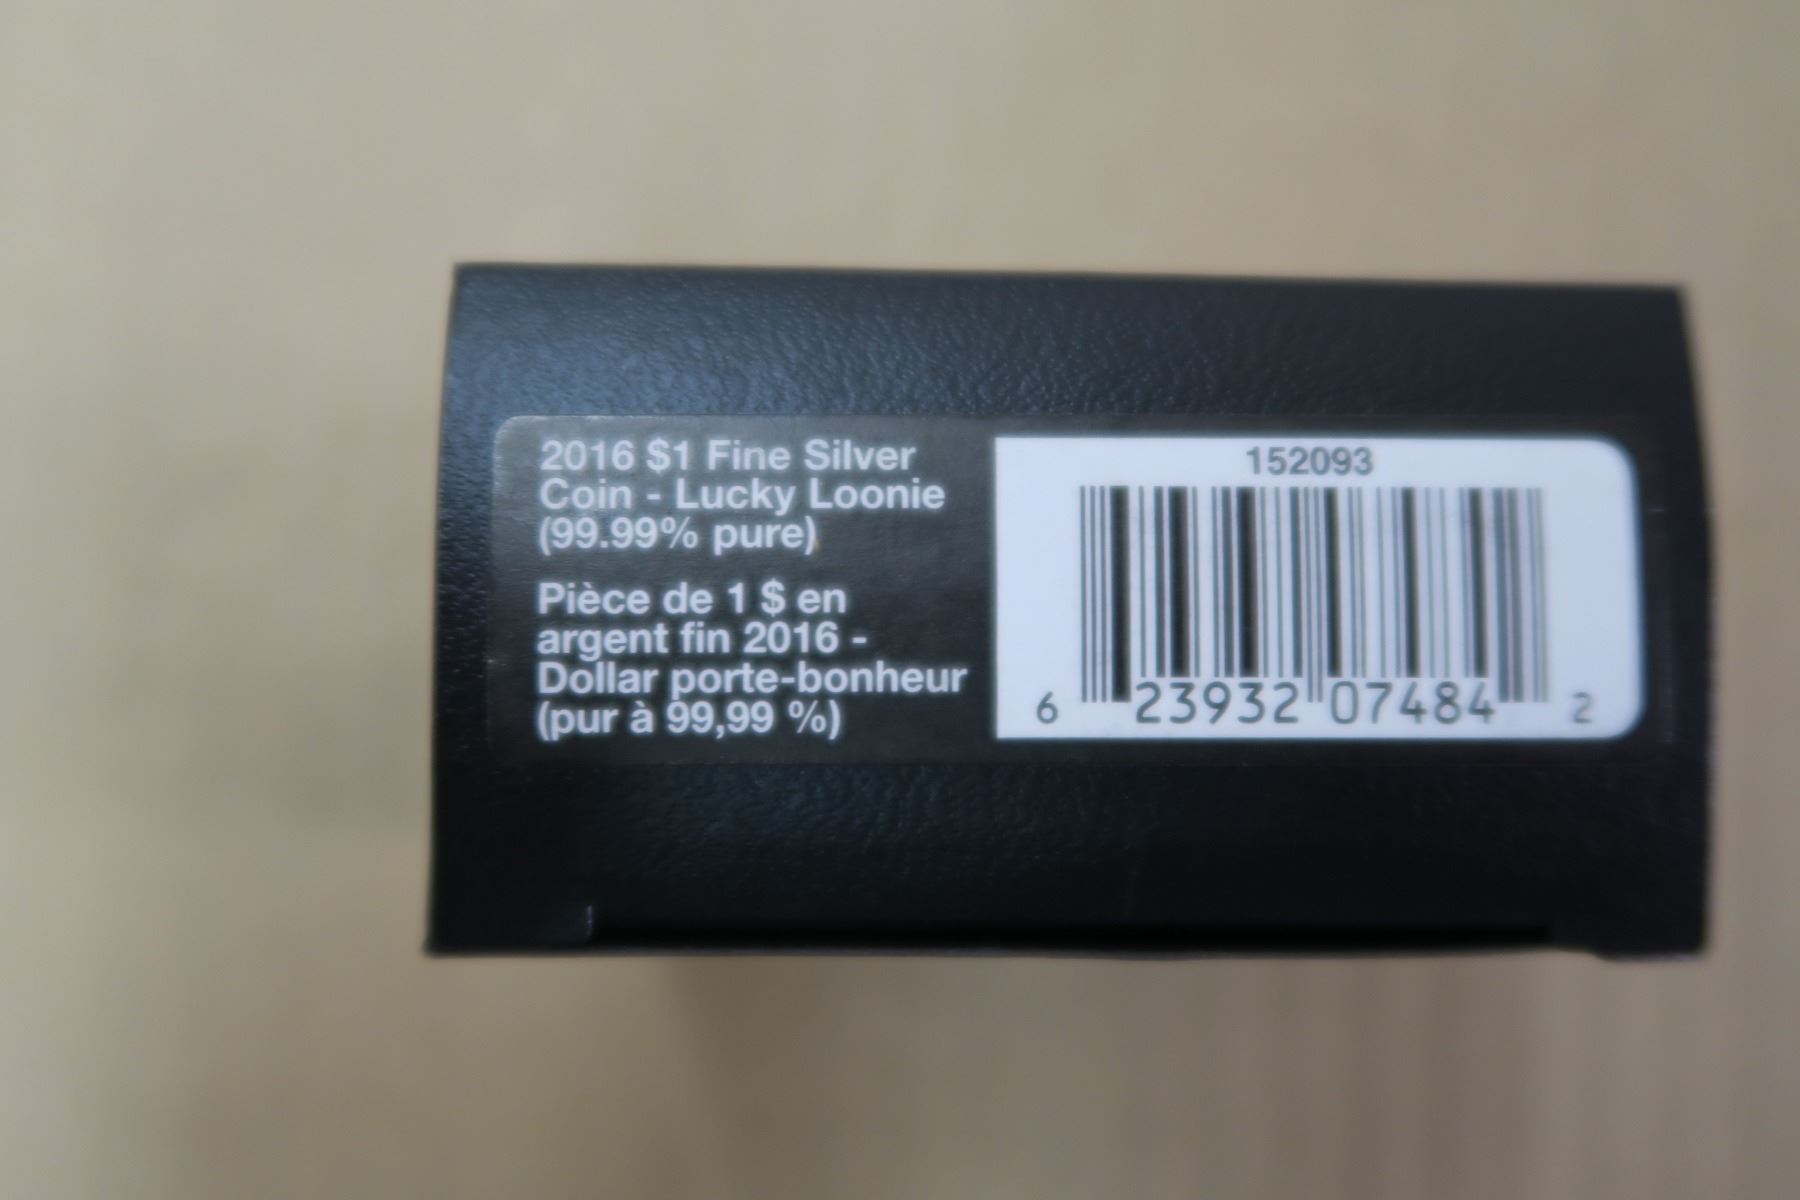 2016 $1 Fine Silver
Coin - Lucky Loonie
(99.99% pure)
Pièce de 1 $ en
argent fin 2016 -
Dollar porte-bonheur
(pur à 99,99 %)
152093
6 23932 07484 2